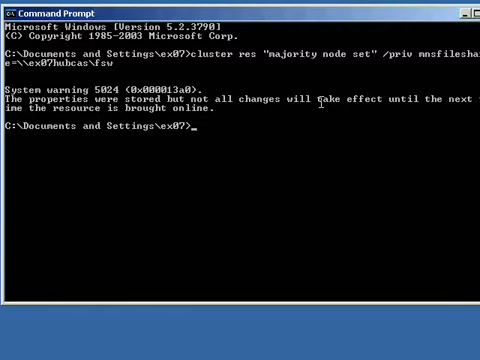 Command Prompt
Microsoft Windows [Version 5.2.3790]
(C) Copyright 1985-2003 Microsoft Corp.
C:\Documents and Settings\ex07>cluster res "majority node set" /priv mnsfileshar
e=\\ex07hubcas\fsw
System warning 5024 (0x000013a0).
The properties were stored but not all changes will take effect until the next t
ime the resource is brought online.
C:\Documents and Settings\ex07>_